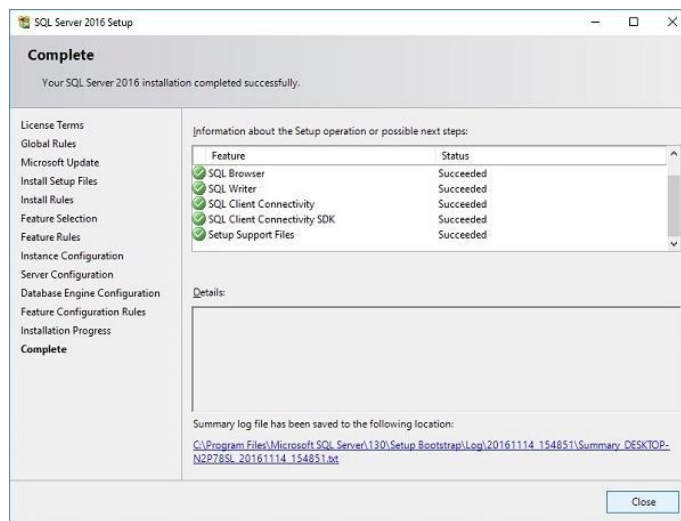 SQL Server 2016 Setup
Complete
Your SQL Server 2016 installation completed successfully.
License Terms
Global Rules
Microsoft Update
Install Setup Files
Install Rules
Feature Selection
Feature Rules
Instance Configuration
Server Configuration
Database Engine Configuration
Feature Configuration Rules
Installation Progress
Complete
Information about the Setup operation or possible next steps:
Feature Status
SQL Browser Succeeded
SQL Writer Succeeded
SQL Client Connectivity Succeeded
SQL Client Connectivity SDK Succeeded
Setup Support Files Succeeded
Details:
Summary log file has been saved to the following location:
C:\Program Files\Microsoft SQL Server\130\Setup Bootstrap\Log\20161114_154851\Summary_DESKTOP-
N2P78SL_20161114_154851.txt
Close